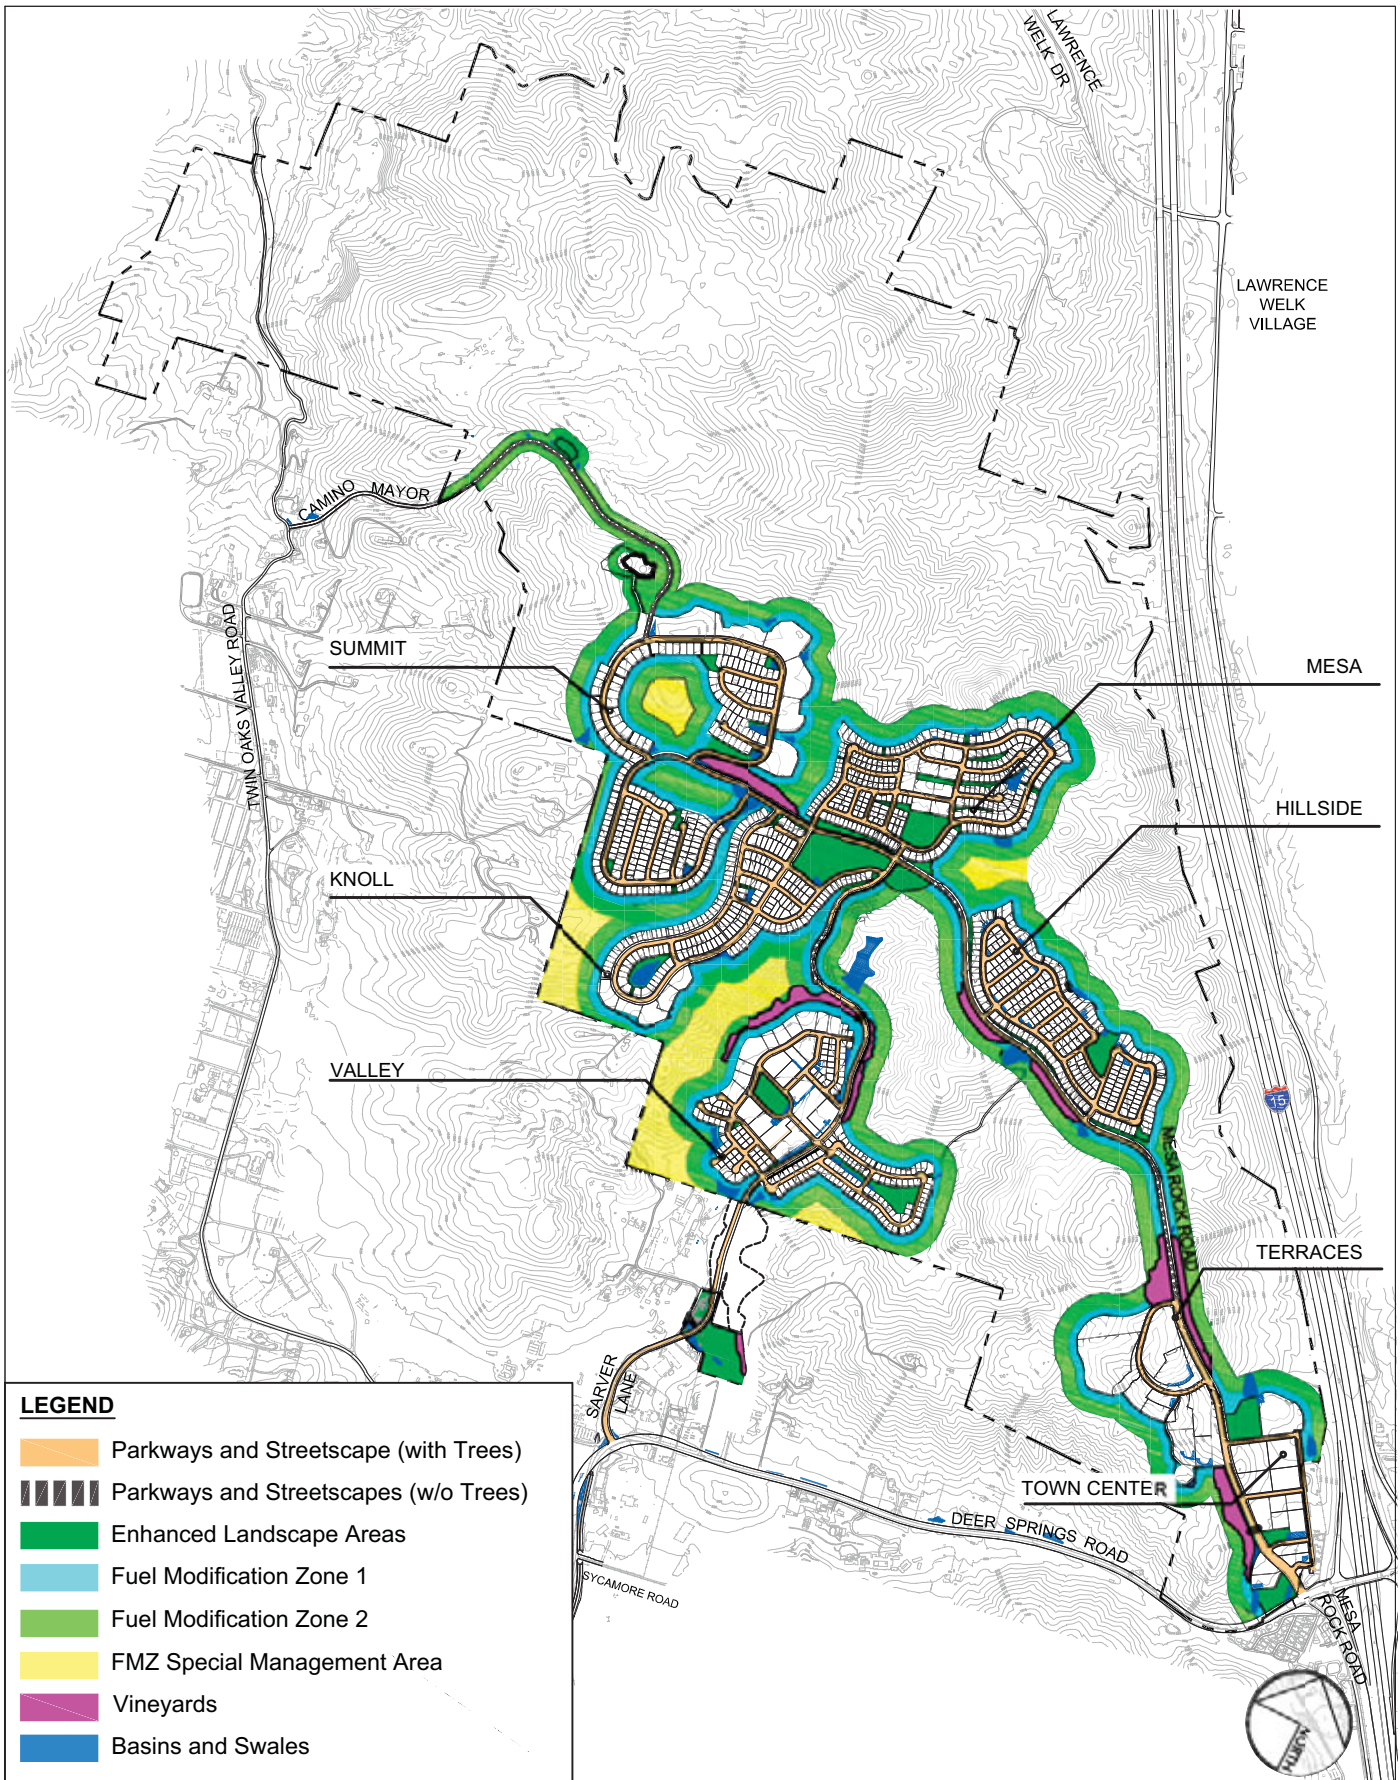 LAWRENCE
WELK DR
LAWRENCE
WELK
VILLAGE
CAMINO MAYOR
TWIN OAKS VALLEY ROAD
SUMMIT
MESA
HILLSIDE
KNOLL
VALLEY
15
MESA ROCK ROAD
TERRACES
SARVER
LANE
TOWN CENTER
DEER SPRINGS ROAD
SYCAMORE ROAD
MESA
ROCK ROAD
NORTH
LEGEND
Parkways and Streetscape (with Trees)
Parkways and Streetscapes (w/o Trees)
Enhanced Landscape Areas
Fuel Modification Zone 1
Fuel Modification Zone 2
FMZ Special Management Area
Vineyards
Basins and Swales